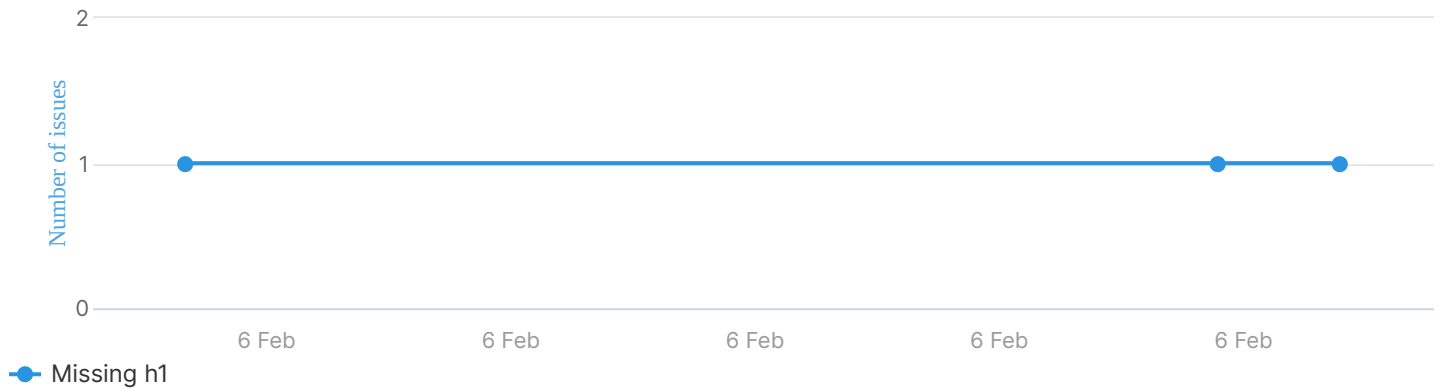 2
Number of issues
1
0
6 Feb 6 Feb 6 Feb 6 Feb 6 Feb
Missing h1